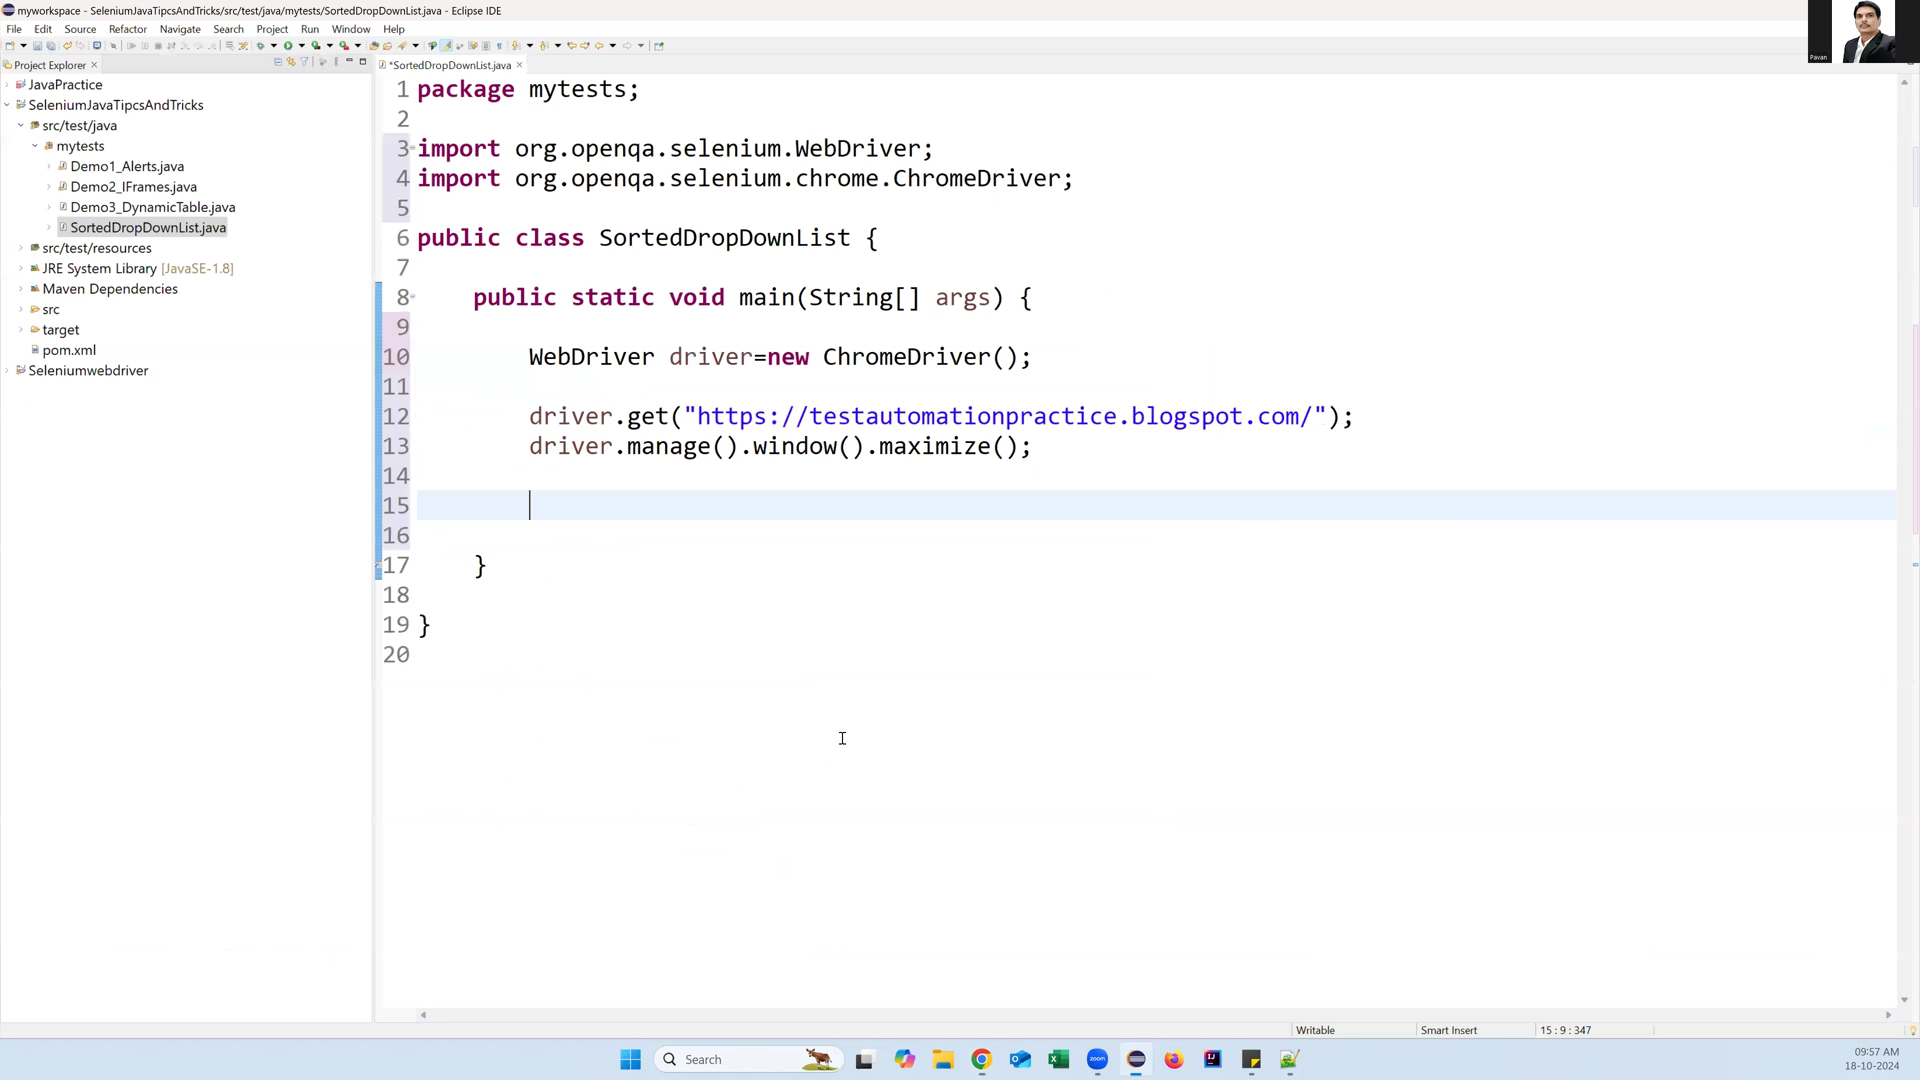 myworkspace - SeleniumJavaTipcsAndTricks/src/test/java/mytests/SortedDropDownList.java - Eclipse IDE
File Edit Source Refactor Navigate Search Project Run Window Help
Pavan
Project Explorer
*SortedDropDownList.java
JavaPractice
SeleniumJavaTipcsAndTricks
src/test/java
mytests
Demo1_Alerts.java
Demo2_IFrames.java
Demo3_DynamicTable.java
SortedDropDownList.java
src/test/resources
JRE System Library [JavaSE-1.8]
Maven Dependencies
src
target
pom.xml
Seleniumwebdriver
1 package mytests;
2
3 import org.openqa.selenium.WebDriver;
4 import org.openqa.selenium.chrome.ChromeDriver;
5
6 public class SortedDropDownList {
7
8 public static void main(String[] args) {
9
10 WebDriver driver=new ChromeDriver();
11
12 driver.get("https://testautomationpractice.blogspot.com/");
13 driver.manage().window().maximize();
14
15
16
17 }
18
19 }
20
Writable Smart Insert 15 : 9 : 347
Search
zoom
09:57 AM
18-10-2024